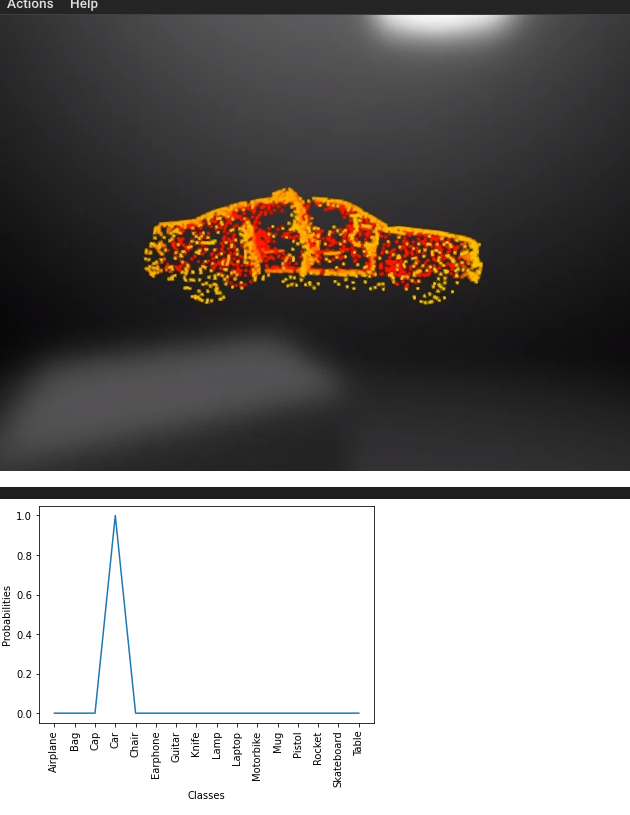 Actions Help
1.0
0.8
0.6
0.4
0.2
0.0
Probabilities
Airplane
Bag
Cap
Car
Chair
Earphone
Guitar
Knife
Lamp
Laptop
Motorbike
Mug
Pistol
Rocket
Skateboard
Table
Classes